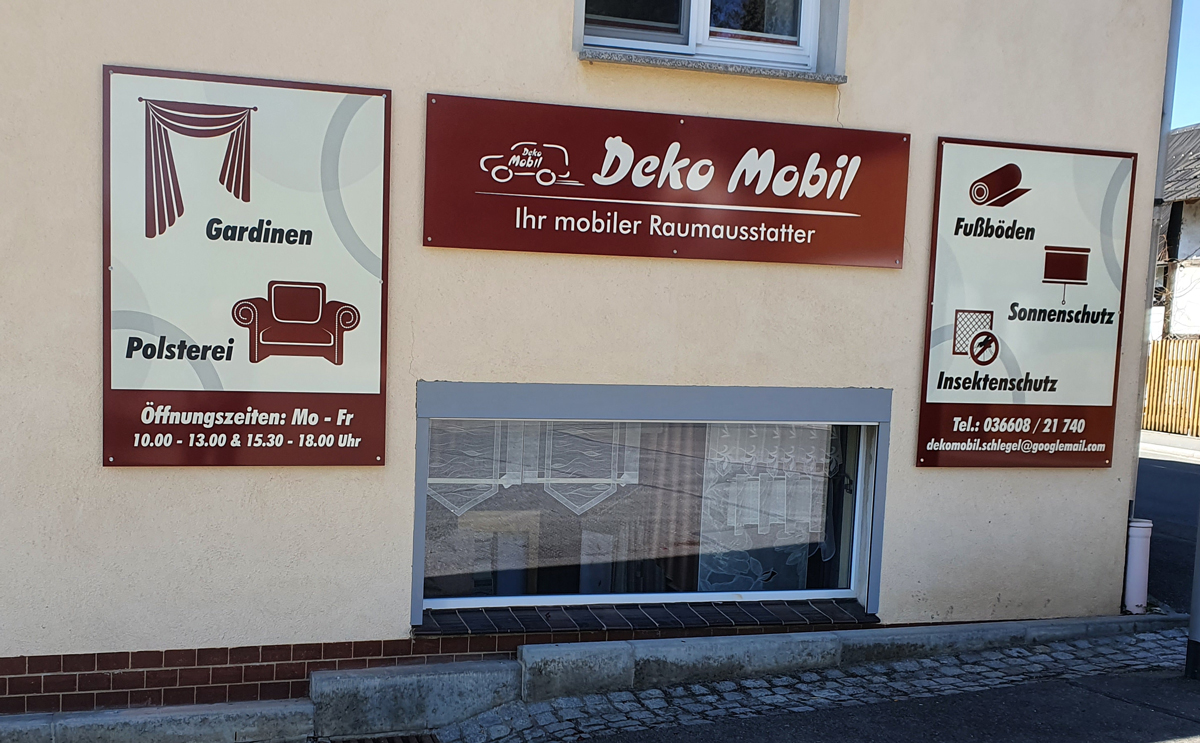 Gardinen
Polsterei
Öffnungszeiten: Mo - Fr
10.00 - 13.00 & 15.30 - 18.00 Uhr
Deko
Mobil
Deko Mobil
Ihr mobiler Raumausstatter
Fußböden
Sonnenschutz
Insektenschutz
Tel.: 036608 / 21 740
dekomobil.schlegel@googlemail.com